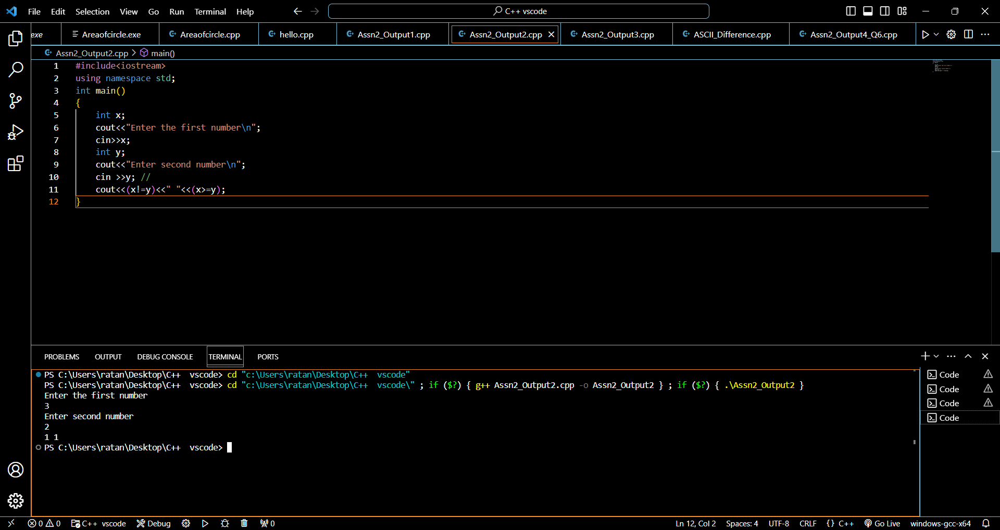 File Edit Selection View Go Run Terminal Help
C++ vscode
exe
Areaofcircle.exe
Areaofcircle.cpp
hello.cpp
Assn2_Output1.cpp
Assn2_Output2.cpp
Assn2_Output3.cpp
ASCII_Difference.cpp
Assn2_Output4_Q6.cpp
Assn2_Output2.cpp > main()
1 #include<iostream>
2 using namespace std;
3 int main()
4 {
5 int x;
6 cout<<"Enter the first number\n";
7 cin>>x;
8 int y;
9 cout<<"Enter second number\n";
10 cin >>y; //
11 cout<<(x!=y)<<" "<<(x>=y);
12 }
PROBLEMS OUTPUT DEBUG CONSOLE TERMINAL PORTS
PS C:\Users\ratan\Desktop\C++  vscode> cd "c:\Users\ratan\Desktop\C++  vscode"
PS C:\Users\ratan\Desktop\C++  vscode> cd "c:\Users\ratan\Desktop\C++  vscode\" ; if ($?) { g++ Assn2_Output2.cpp -o Assn2_Output2 } ; if ($?) { .\Assn2_Output2 }
Enter the first number
3
Enter second number
2
1 1
PS C:\Users\ratan\Desktop\C++  vscode>
Code
Code
Code
Code
0 0 C++ vscode Debug 0
Ln 12, Col 2 Spaces: 4 UTF-8 CRLF {} C++ Go Live windows-gcc-x64